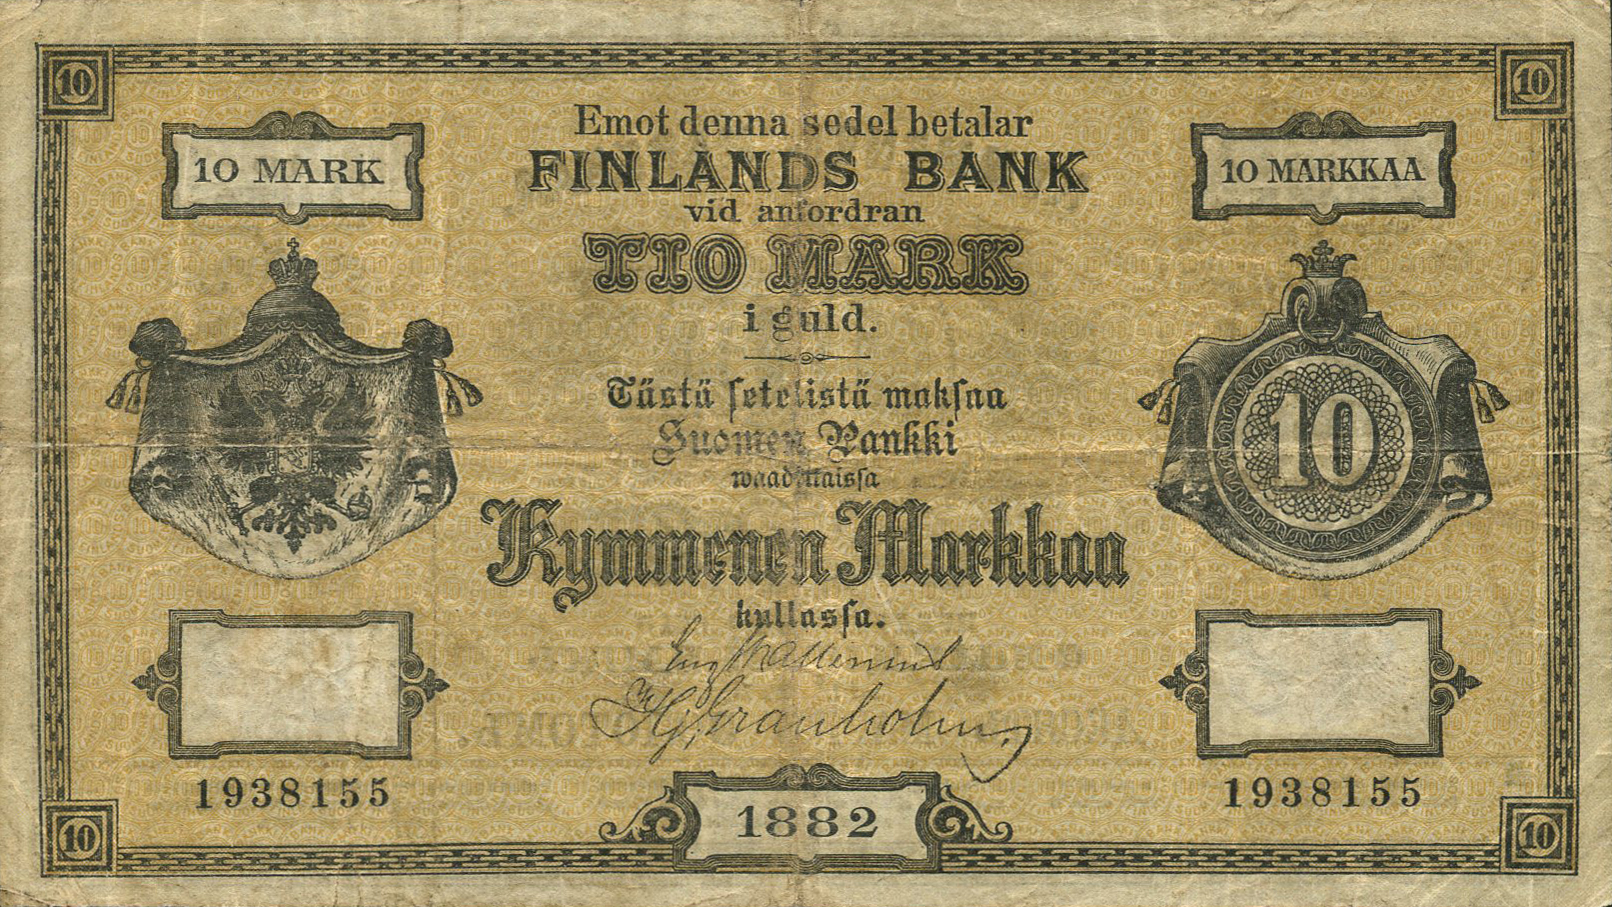 10
10
10 MARK
10 MARKKAA
Emot denna sedel betalar
FINLANDS BANK
vid anfordran
TIO MARK
i guld.
Tästä setelistä maksaa
Suomen Pankki
waadittaissa
Kymmenen Markkaa
kullassa.
10
H Granholm
1938155
1938155
1882
10
10